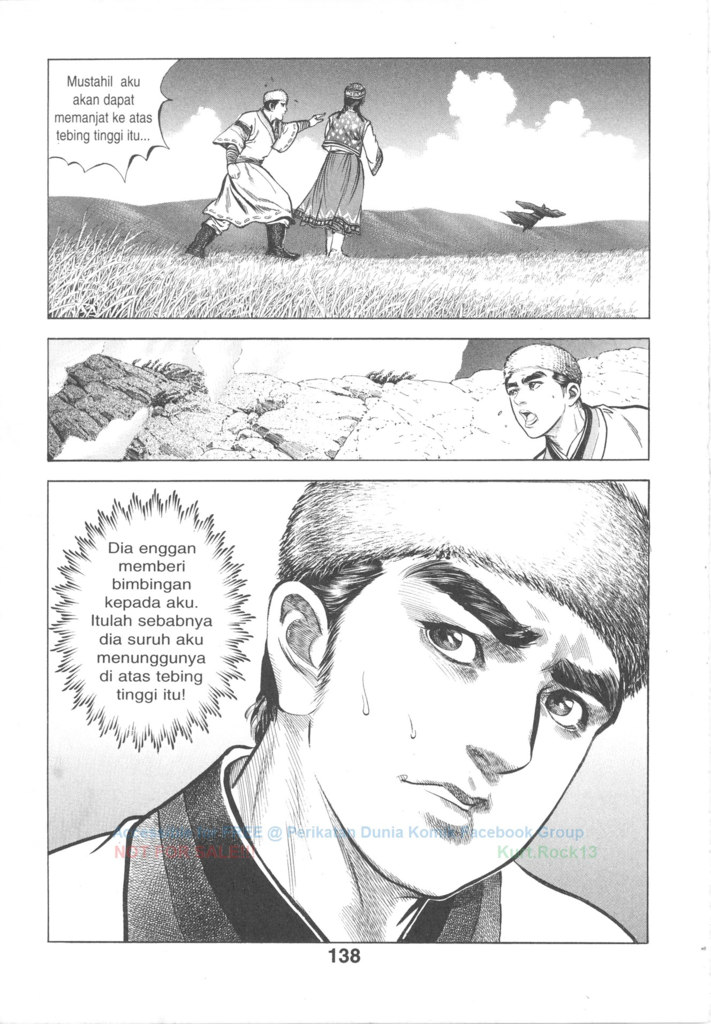 Mustahil aku
akan dapat
memanjat ke atas
tebing tinggi itu...
Dia enggan
memberi
bimbingan
kepada aku.
Itulah sebabnya
dia suruh aku
menunggunya
di atas tebing
tinggi itu!
FREE @ Perikatan Dunia Komik Facebook Group
NOT FOR SALE!!! Kurt.Rock13
138